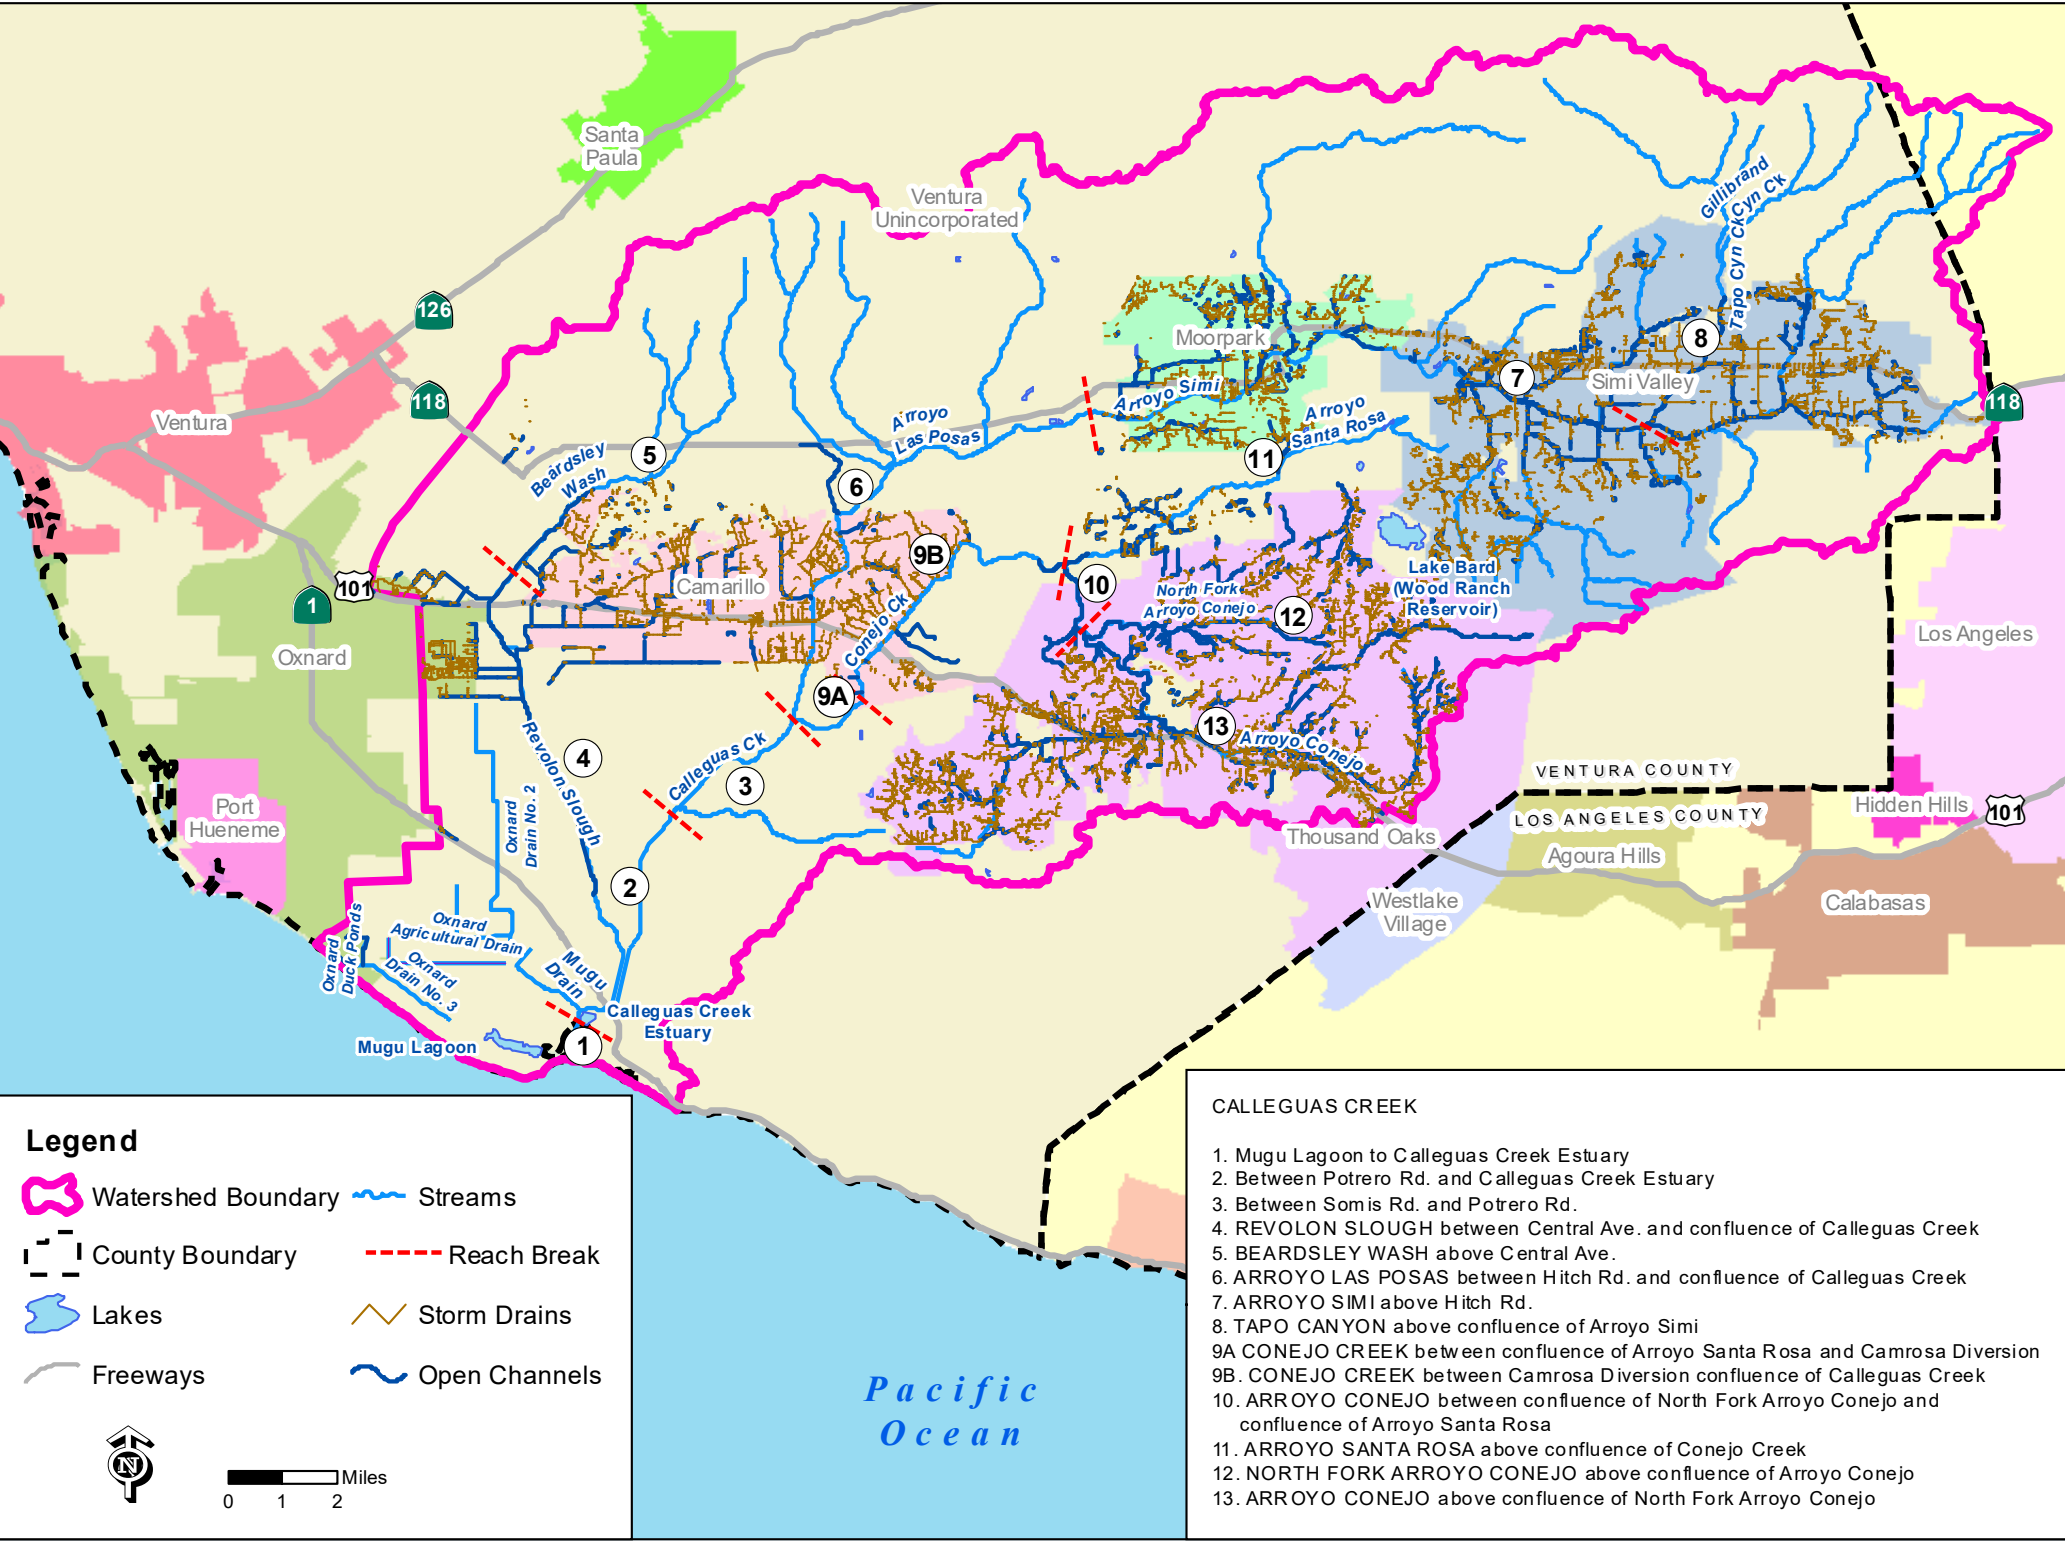 Santa
Paula
Ventura
Unincorporated
Gillibrand
Cyn Ck
Tapo Cyn Ck
126
118
Ventura
Moorpark
8
7
Simi Valley
118
Arroyo Simi
Arroyo
Santa Rosa
Arroyo
Las Posas
11
5
Beardsley
Wash
6
9B
Camarillo
101
1
Oxnard
10
North Fork
Arroyo Conejo
12
Lake Bard
(Wood Ranch
Reservoir)
Los Angeles
Conejo Ck
9A
13
Arroyo Conejo
4
Revolon Slough
Calleguas Ck
3
Oxnard
Drain No. 2
Port
Hueneme
VENTURA COUNTY
LOS ANGELES COUNTY
Hidden Hills
101
Thousand Oaks
Agoura Hills
Calabasas
Westlake
Village
2
Oxnard
Agricultural Drain
Oxnard
Duck Ponds
Oxnard
Drain No. 3
Mugu
Drain
Calleguas Creek
Estuary
Mugu Lagoon
1
Pacific
Ocean
Legend
Watershed Boundary
Streams
County Boundary
Reach Break
Lakes
Storm Drains
Freeways
Open Channels
N
Miles
0 1 2
CALLEGUAS CREEK
1. Mugu Lagoon to Calleguas Creek Estuary
2. Between Potrero Rd. and Calleguas Creek Estuary
3. Between Somis Rd. and Potrero Rd.
4. REVOLON SLOUGH between Central Ave. and confluence of Calleguas Creek
5. BEARDSLEY WASH above Central Ave.
6. ARROYO LAS POSAS between Hitch Rd. and confluence of Calleguas Creek
7. ARROYO SIMI above Hitch Rd.
8. TAPO CANYON above confluence of Arroyo Simi
9A CONEJO CREEK between confluence of Arroyo Santa Rosa and Camrosa Diversion
9B. CONEJO CREEK between Camrosa Diversion confluence of Calleguas Creek
10. ARROYO CONEJO between confluence of North Fork Arroyo Conejo and
confluence of Arroyo Santa Rosa
11. ARROYO SANTA ROSA above confluence of Conejo Creek
12. NORTH FORK ARROYO CONEJO above confluence of Arroyo Conejo
13. ARROYO CONEJO above confluence of North Fork Arroyo Conejo